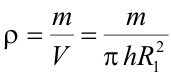 ρ = m/V = m/(π h R₁²)